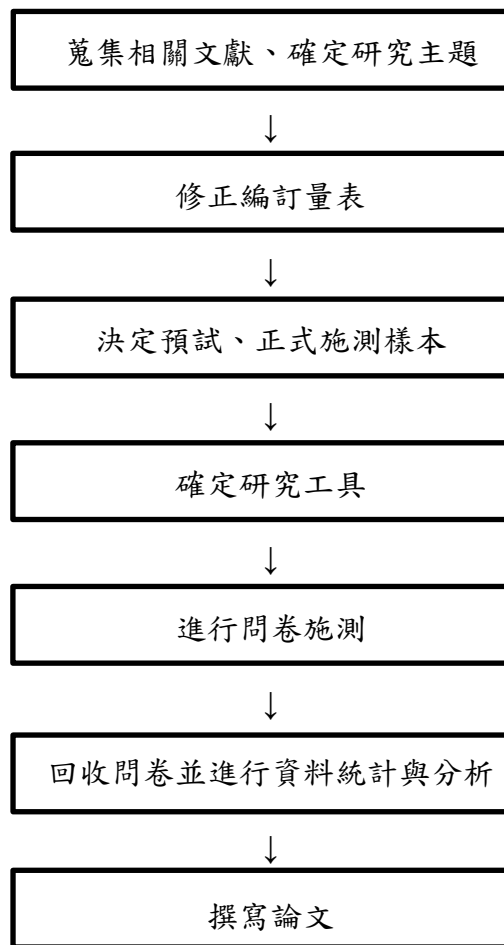 蒐集相關文獻、確定研究主題
↓
修正編訂量表
↓
決定預試、正式施測樣本
↓
確定研究工具
↓
進行問卷施測
↓
回收問卷並進行資料統計與分析
↓
撰寫論文